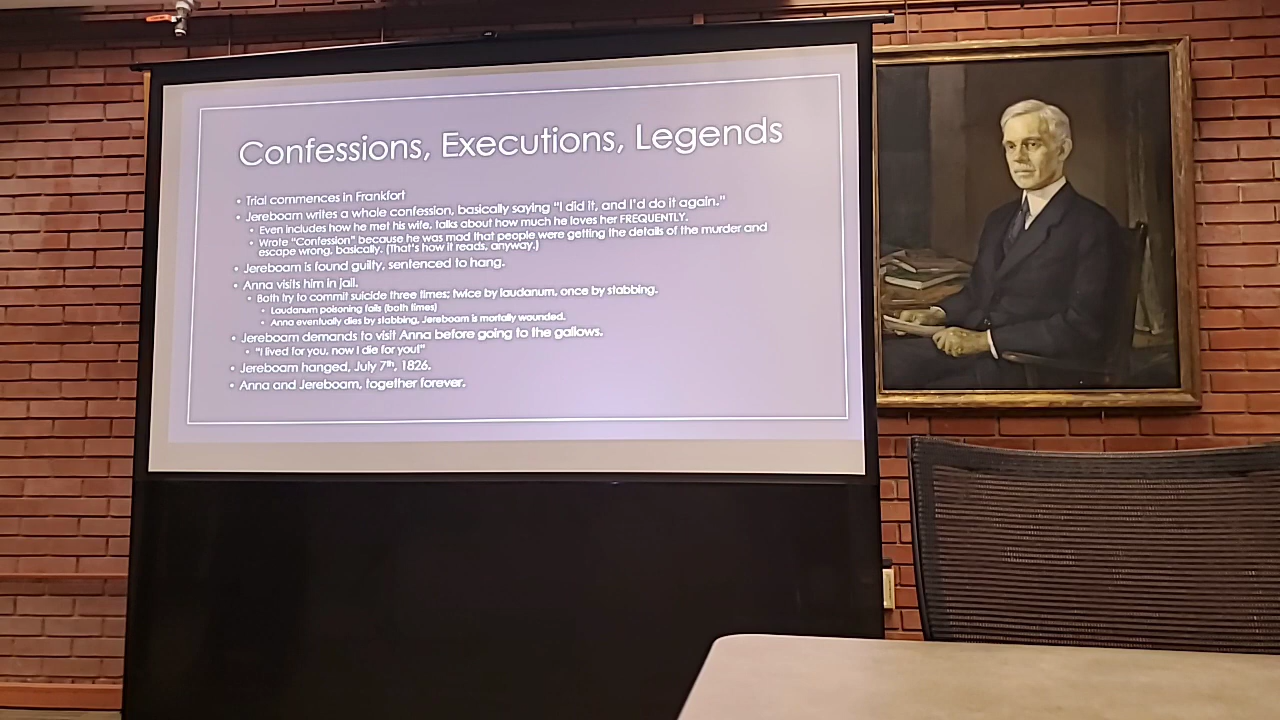 Confessions, Executions, Legends
• Trial commences in Frankfort
• Jereboam writes a whole confession, basically saying "I did it, and I'd do it again."
• Even includes how he met his wife, talks about how much he loves her FREQUENTLY.
• Wrote "Confession" because he was mad that people were getting the details of the murder and
escape wrong, basically. (That's how it reads, anyway.)
• Jereboam is found guilty, sentenced to hang.
• Anna visits him in jail.
• Both try to commit suicide three times; twice by laudanum, once by stabbing.
• Laudanum poisoning fails (both times)
• Anna eventually dies by stabbing, Jereboam is mortally wounded.
• Jereboam demands to visit Anna before going to the gallows.
• "I lived for you, now I die for you!"
• Jereboam hanged, July 7th, 1826.
• Anna and Jereboam, together forever.